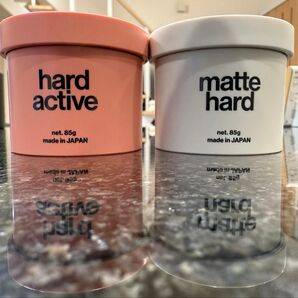 hard
active
net. 85g
made in JAPAN
matte
hard
net. 85g
made in JAPAN